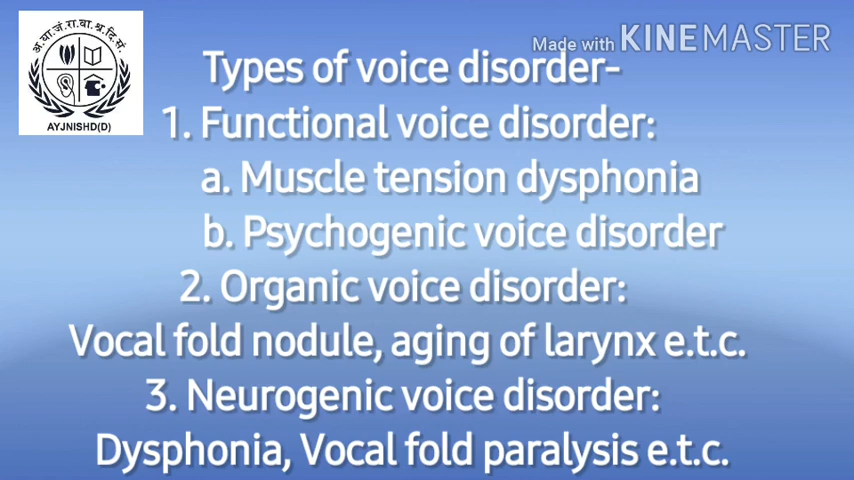 Made with KINEMASTER
अ.या.जं.रा.वा.श्र.दि.सं.
AYJNISHD(D)
Types of voice disorder-
1. Functional voice disorder:
a. Muscle tension dysphonia
b. Psychogenic voice disorder
2. Organic voice disorder:
Vocal fold nodule, aging of larynx e.t.c.
3. Neurogenic voice disorder:
Dysphonia, Vocal fold paralysis e.t.c.